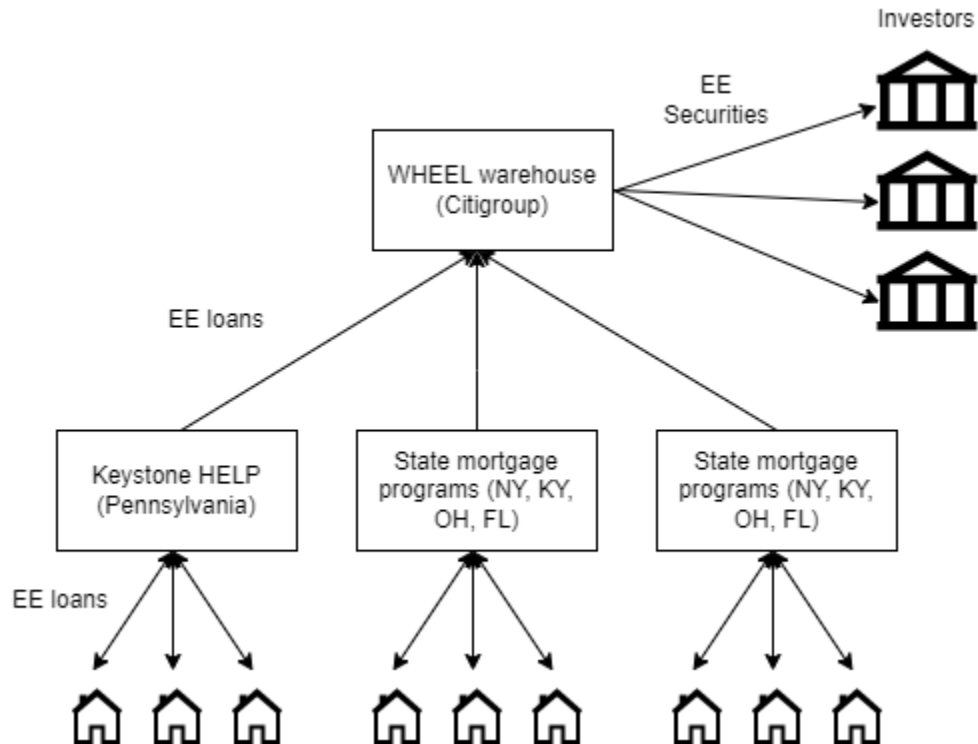 Investors
EE
Securities
WHEEL warehouse
(Citigroup)
EE loans
Keystone HELP
(Pennsylvania)
State mortgage
programs (NY, KY,
OH, FL)
State mortgage
programs (NY, KY,
OH, FL)
EE loans